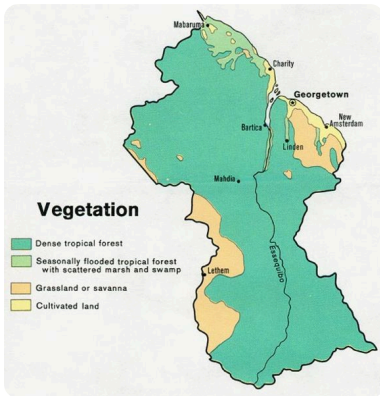 Mabaruma
Charity
Georgetown
New
Amsterdam
Bartica
Linden
Mahdia
Vegetation
Dense tropical forest
Seasonally flooded tropical forest
with scattered marsh and swamp
Grassland or savanna
Cultivated land
Lethem
Essequibo